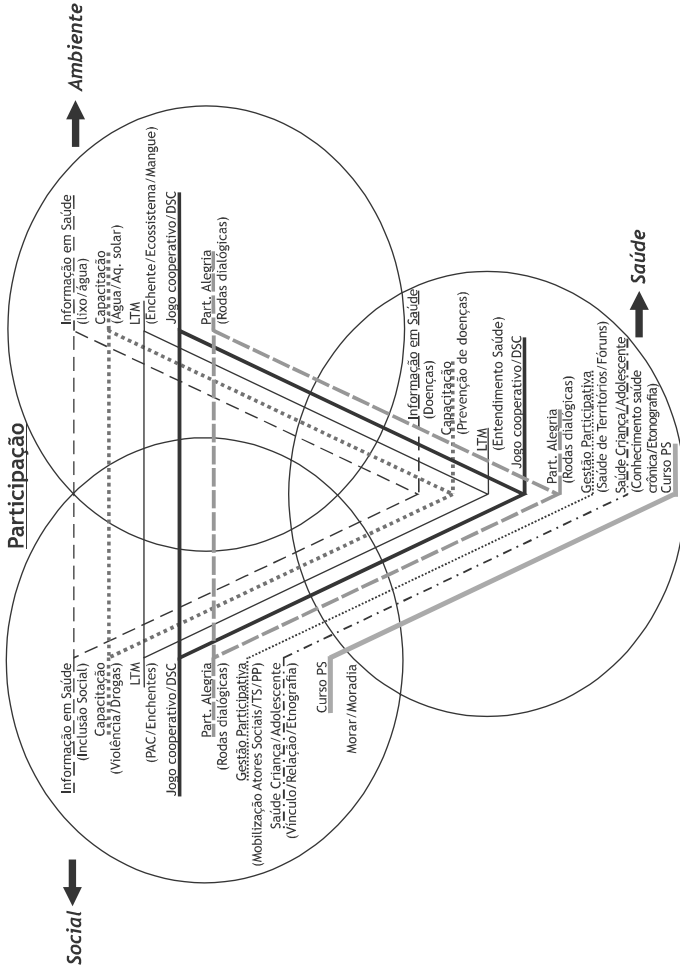 Participação
Social
Ambiente
Saúde
Informação em Saúde
(Inclusão Social)
Capacitação
(Violência/Drogas)
LTM
(PAC/Enchentes)
Jogo cooperativo/DSC
Part. Alegria
(Rodas dialógicas)
Gestão Participativa
(Mobilização Atores Sociais/TS/PP)
Saúde Criança/Adolescente
(Vínculo/Relação/Etnografia)
Curso PS
Morar/Moradia
Informação em Saúde
(lixo/água)
Capacitação
(Água/Aq. solar)
LTM
(Enchente/Ecossistema/Mangue)
Jogo cooperativo/DSC
Part. Alegria
(Rodas dialógicas)
Informação em Saúde
(Doenças)
Capacitação
(Prevenção de doenças)
LTM
(Entendimento Saúde)
Jogo cooperativo/DSC
Part. Alegria
(Rodas dialógicas)
Gestão Participativa
(Saúde de Territórios/Fóruns)
Saúde Criança/Adolescente
(Conhecimento saúde
crônica/Etonografia)
Curso PS